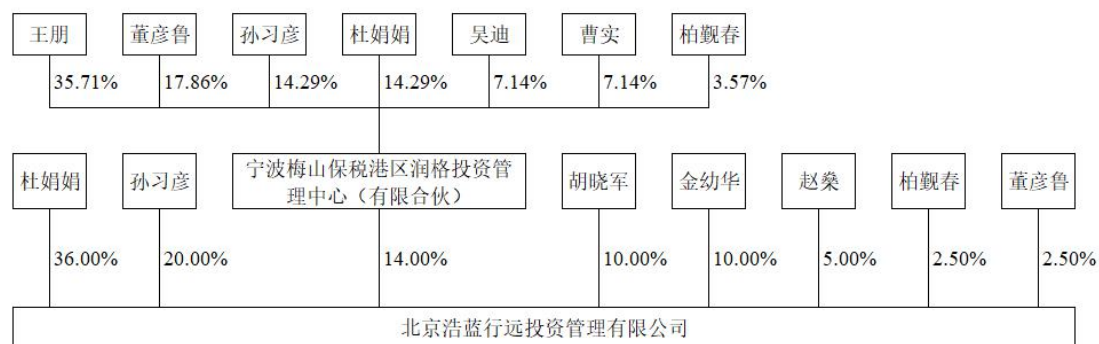 王朋 董彦鲁 孙习彦 杜娟娟 吴迪 曹实 柏觐春
35.71% 17.86% 14.29% 14.29% 7.14% 7.14% 3.57%
杜娟娟 孙习彦 宁波梅山保税港区润格投资管 胡晓军 金幼华 赵燊 柏觐春 董彦鲁
理中心（有限合伙）
36.00% 20.00% 14.00% 10.00% 10.00% 5.00% 2.50% 2.50%
北京浩蓝行远投资管理有限公司